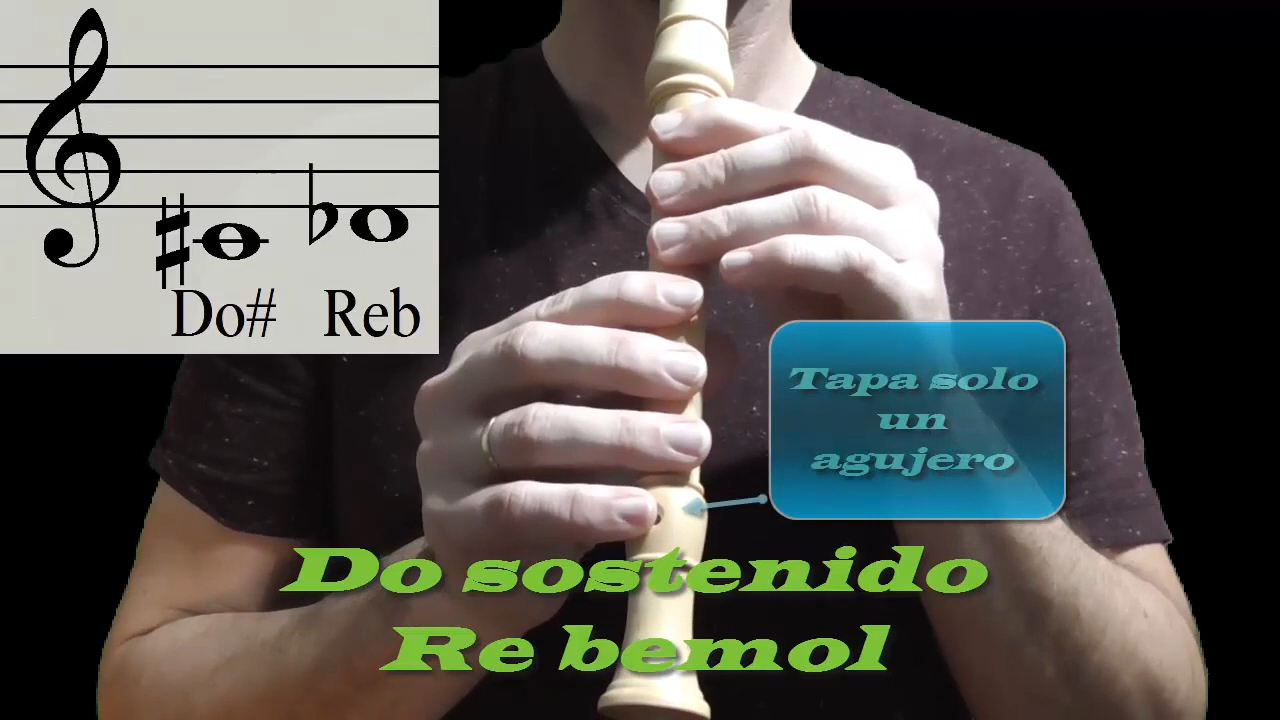 Do# Reb
Tapa solo
un
agujero
Do sostenido
Re bemol